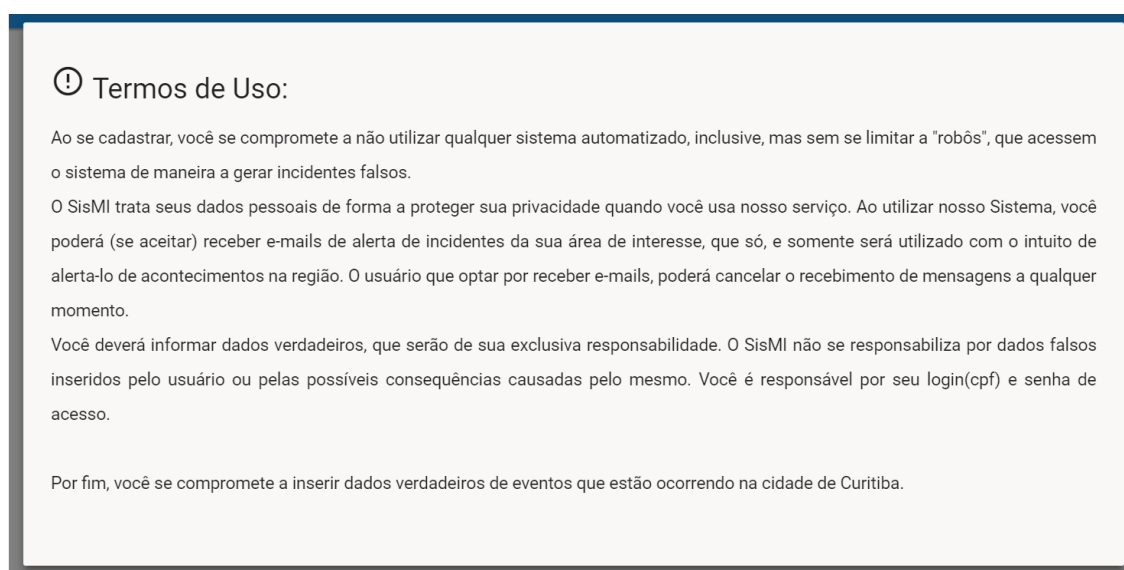 Termos de Uso:
Ao se cadastrar, você se compromete a não utilizar qualquer sistema automatizado, inclusive, mas sem se limitar a "robôs", que acessem
o sistema de maneira a gerar incidentes falsos.
O SisMI trata seus dados pessoais de forma a proteger sua privacidade quando você usa nosso serviço. Ao utilizar nosso Sistema, você
poderá (se aceitar) receber e-mails de alerta de incidentes da sua área de interesse, que só, e somente será utilizado com o intuito de
alerta-lo de acontecimentos na região. O usuário que optar por receber e-mails, poderá cancelar o recebimento de mensagens a qualquer
momento.
Você deverá informar dados verdadeiros, que serão de sua exclusiva responsabilidade. O SisMI não se responsabiliza por dados falsos
inseridos pelo usuário ou pelas possíveis consequências causadas pelo mesmo. Você é responsável por seu login(cpf) e senha de
acesso.
Por fim, você se compromete a inserir dados verdadeiros de eventos que estão ocorrendo na cidade de Curitiba.